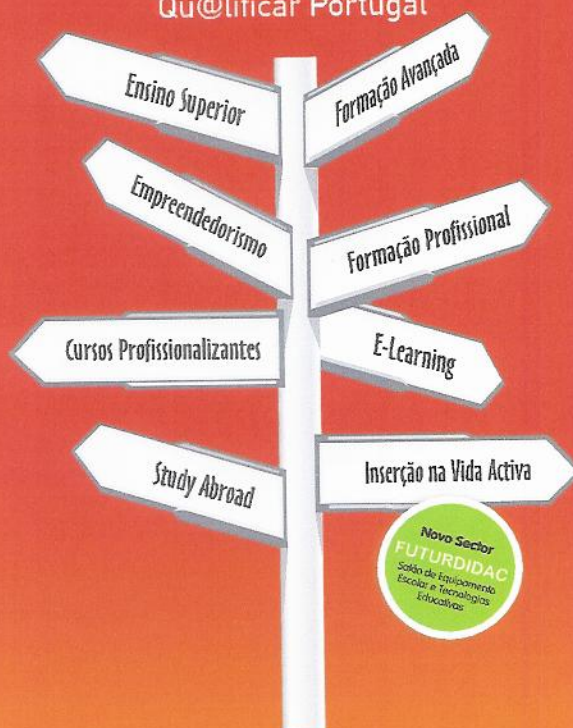 Qu@lificar Portugal
Ensino Superior
Formação Avançada
Empreendedorismo
Formação Profissional
Cursos Profissionalizantes
E-Learning
Study Abroad
Inserção na Vida Activa
Novo Sector
FUTURDIDAC
Salão de Equipamento
Escolar e Tecnologias
Educativas